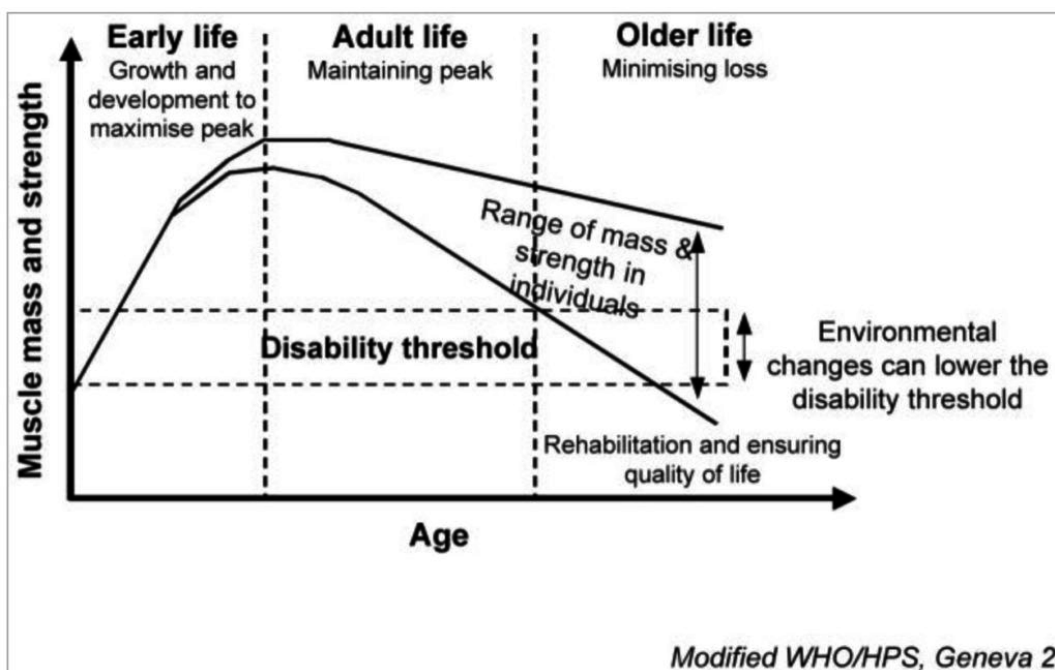 Early life
Growth and
development to
maximise peak
Adult life
Maintaining peak
Older life
Minimising loss
Muscle mass and strength
Range of mass &
strength in
individuals
Disability threshold
Environmental
changes can lower the
disability threshold
Rehabilitation and ensuring
quality of life
Age
Modified WHO/HPS, Geneva 2